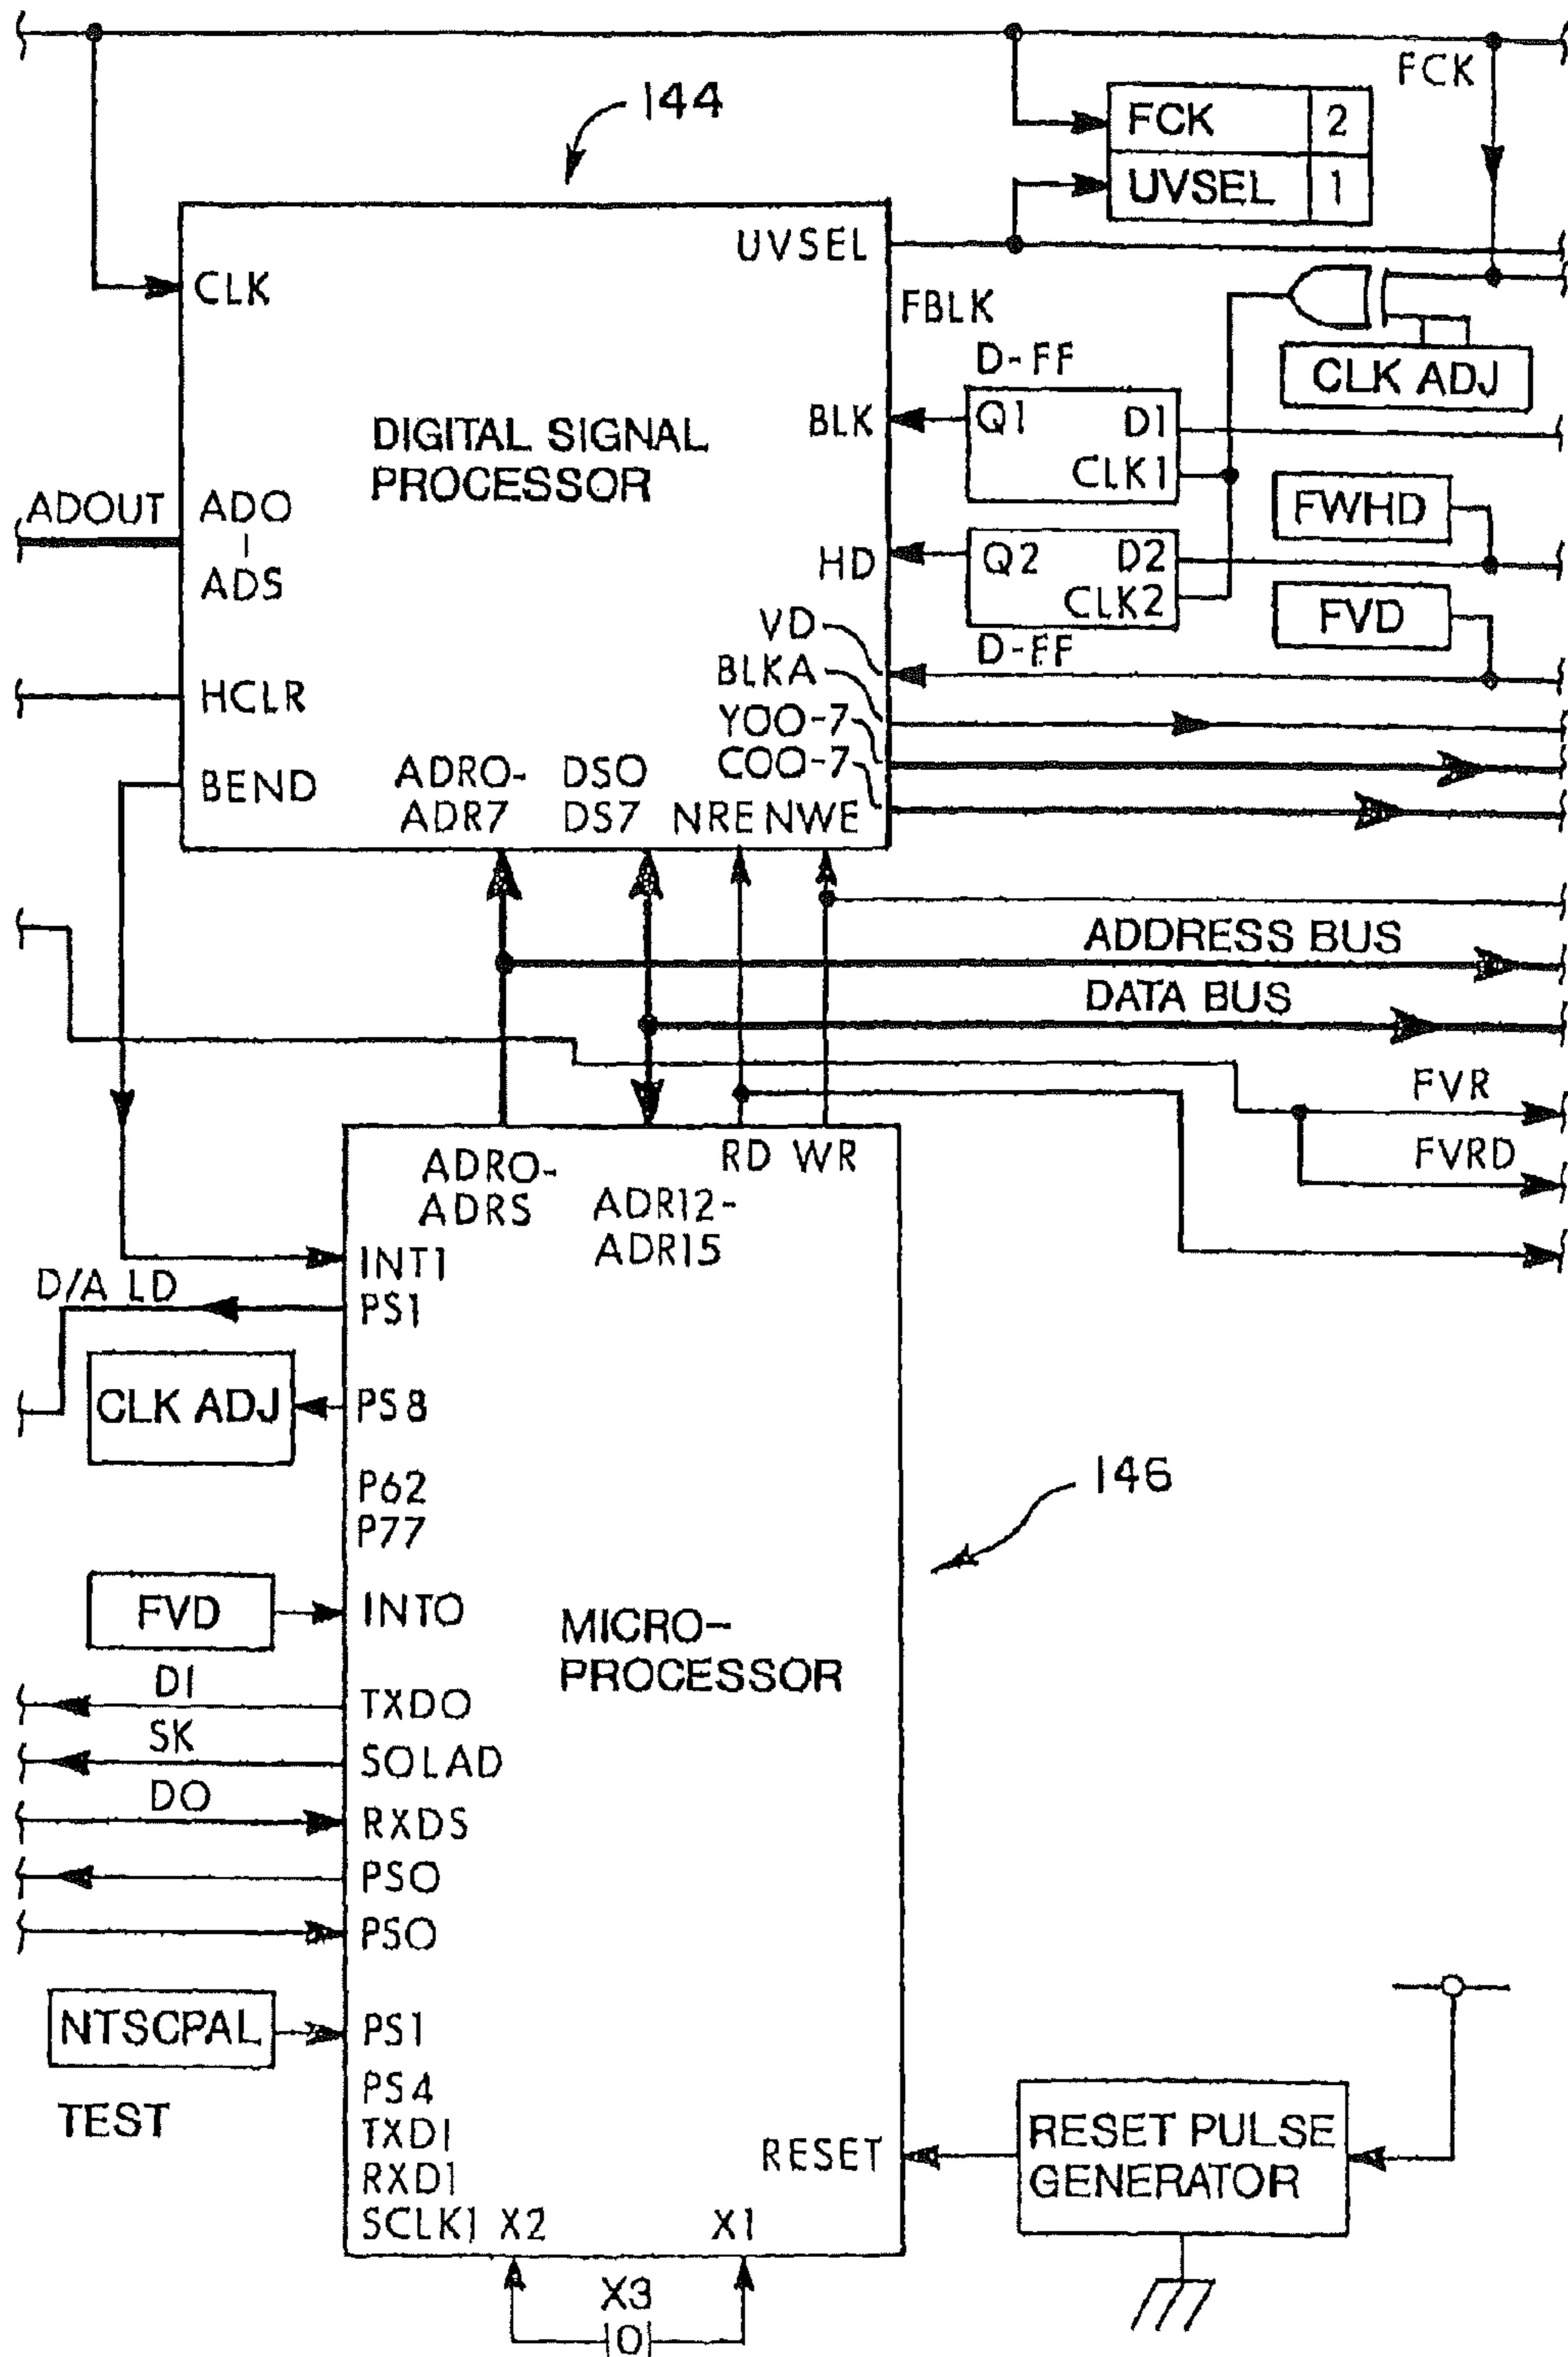 FCK
144
FCK 2
UVSEL 1
UVSEL
CLK
FBLK
D-FF
CLK ADJ
BLK
Q1 D1
CLK1
DIGITAL SIGNAL
PROCESSOR
ADOUT
ADO
ADS
FWHD
HD
Q2 D2
CLK2
FVD
D-FF
VD
BLKA
YOO-7
COO-7
HCLR
BEND
ADRO-
ADR7
DSO
DS7
NRE NWE
ADDRESS BUS
DATA BUS
FVR
FVRD
RD WR
ADRO-
ADRS
ADR12-
ADR15
INT1
D/A LD
PS1
CLK ADJ
PS8
146
P62
P77
FVD
INTO
MICRO-
PROCESSOR
DI
TXDO
SK
SOLAD
DO
RXDS
PSO
PSO
NTSCPAL
PS1
TEST
PS4
TXD1
RXD1
SCLK1 X2 X1
RESET
RESET PULSE
GENERATOR
X3